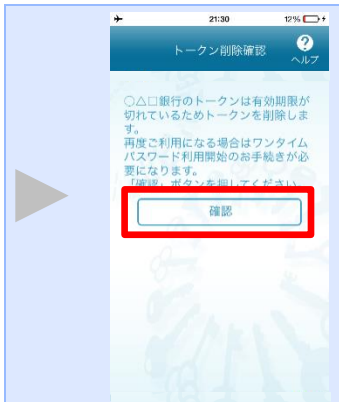 21:30
12%
トークン削除確認
?
ヘルプ
○△□銀行のトークンは有効期限が
切れているためトークンを削除しま
す。
再度ご利用になる場合はワンタイム
パスワード利用開始のお手続きが必
要になります。
「確認」ボタンを押してください。
確認